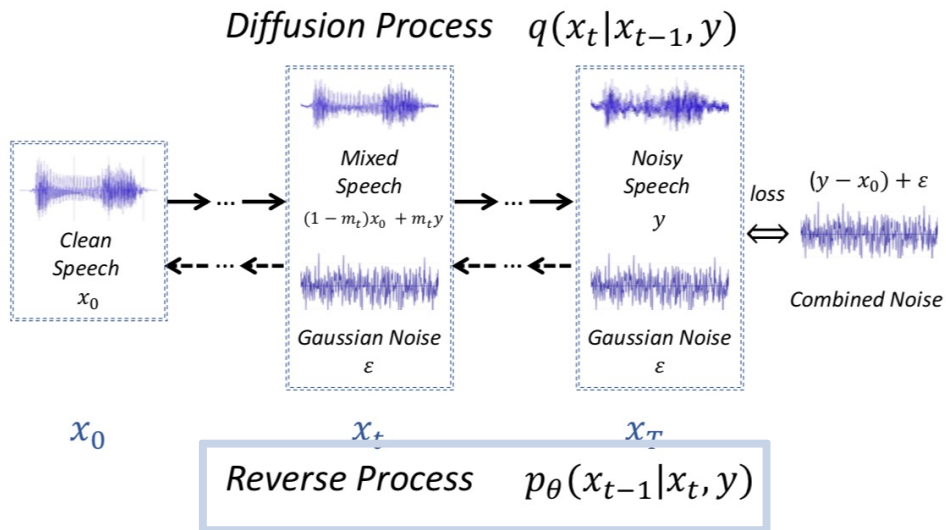 Diffusion Process q(x_t|x_{t-1}, y)
Clean
Speech
x_0
...
...
Mixed
Speech
(1 − m_t)x_0 + m_t y
Gaussian Noise
ε
...
...
Noisy
Speech
y
Gaussian Noise
ε
loss
(y − x_0) + ε
Combined Noise
x_0
x_t
x_T
Reverse Process p_θ(x_{t-1}|x_t, y)